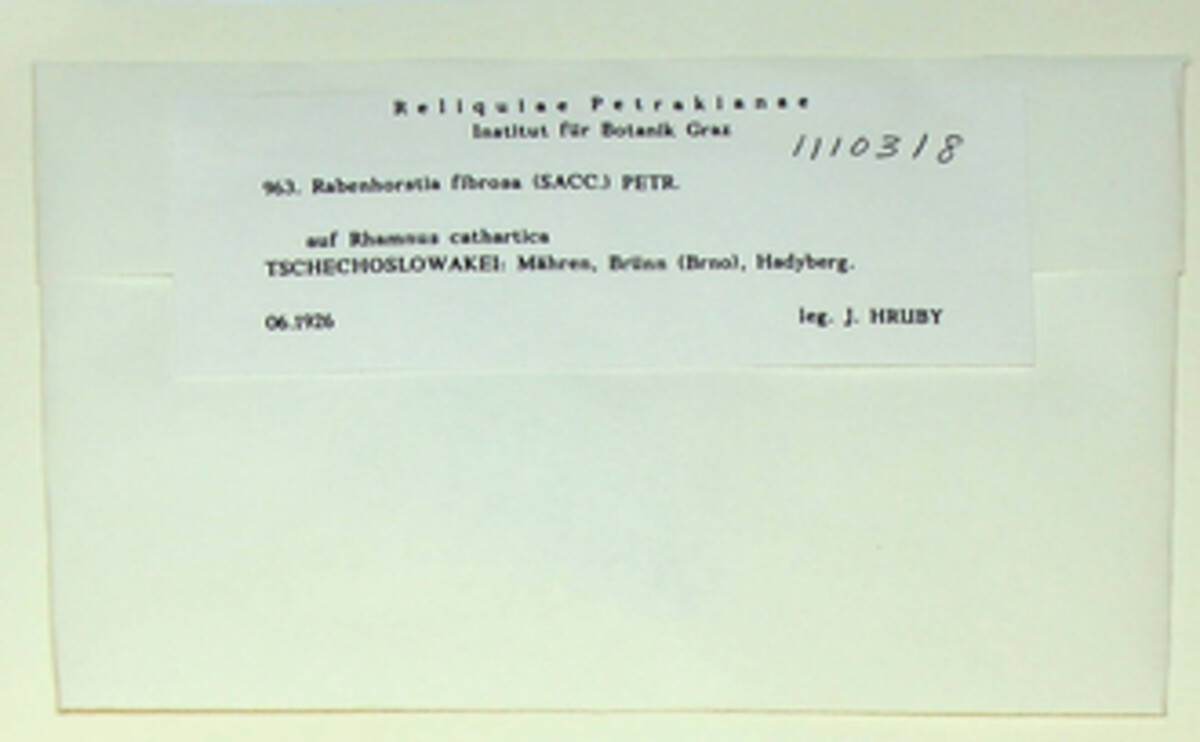 Reliquiae Petrakianae
Institut für Botanik Graz
1110318
963. Rabenhorstia fibrosa (SACC.) PETR.
auf Rhamnus cathartica
TSCHECHOSLOWAKEI: Mähren, Brünn (Brno), Hadyberg.
06.1926 leg. J. HRUBY